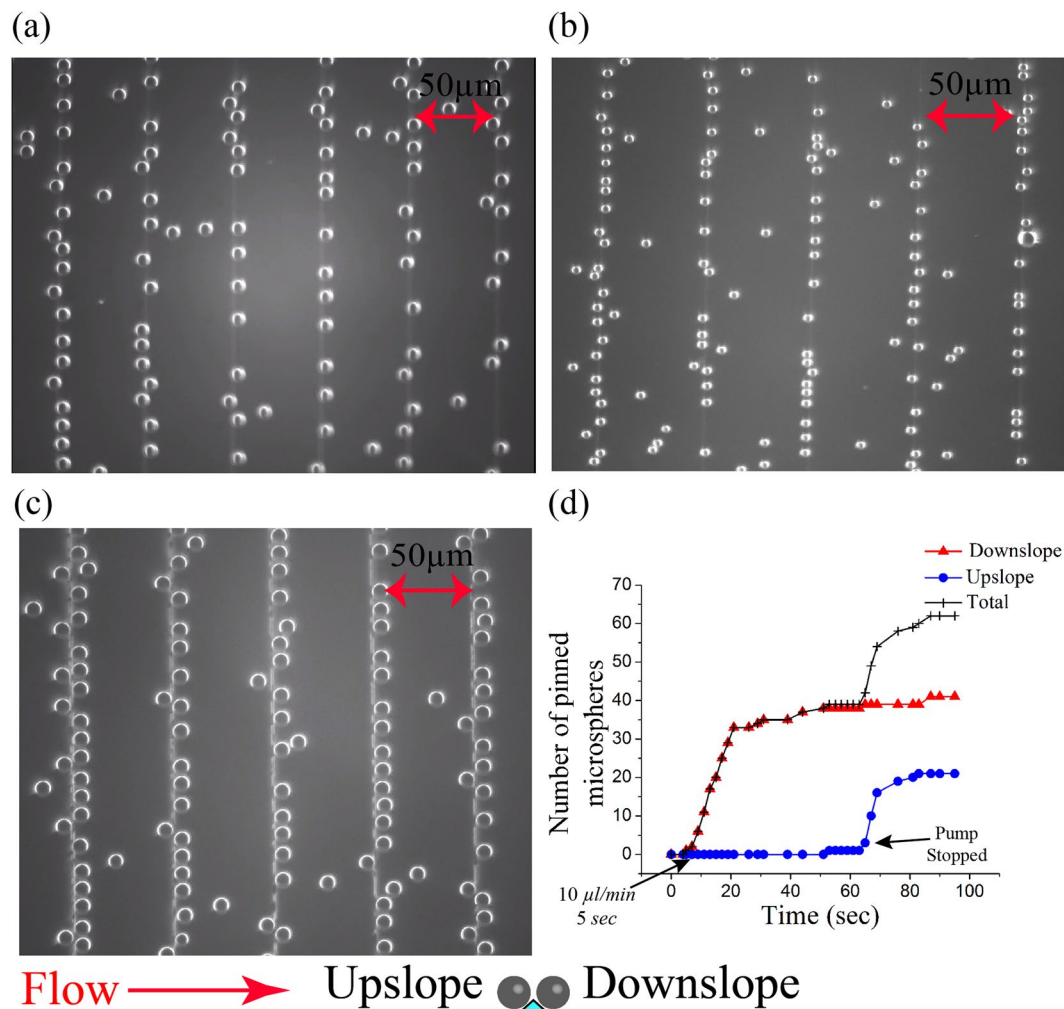 (a)
(b)
50μm
50μm
(c)
(d)
50μm
Downslope
Upslope
Total
Number of pinned
microspheres
70
60
50
40
30
20
10
0
Pump
Stopped
0
20
40
60
80
100
10 μl/min
5 sec
Time (sec)
Flow
Upslope
Downslope